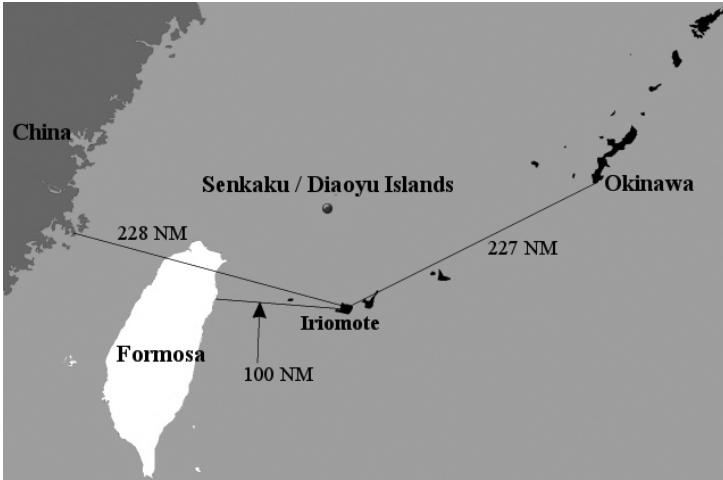 China
Senkaku / Diaoyu Islands
Okinawa
228 NM
227 NM
Iriomote
Formosa
100 NM